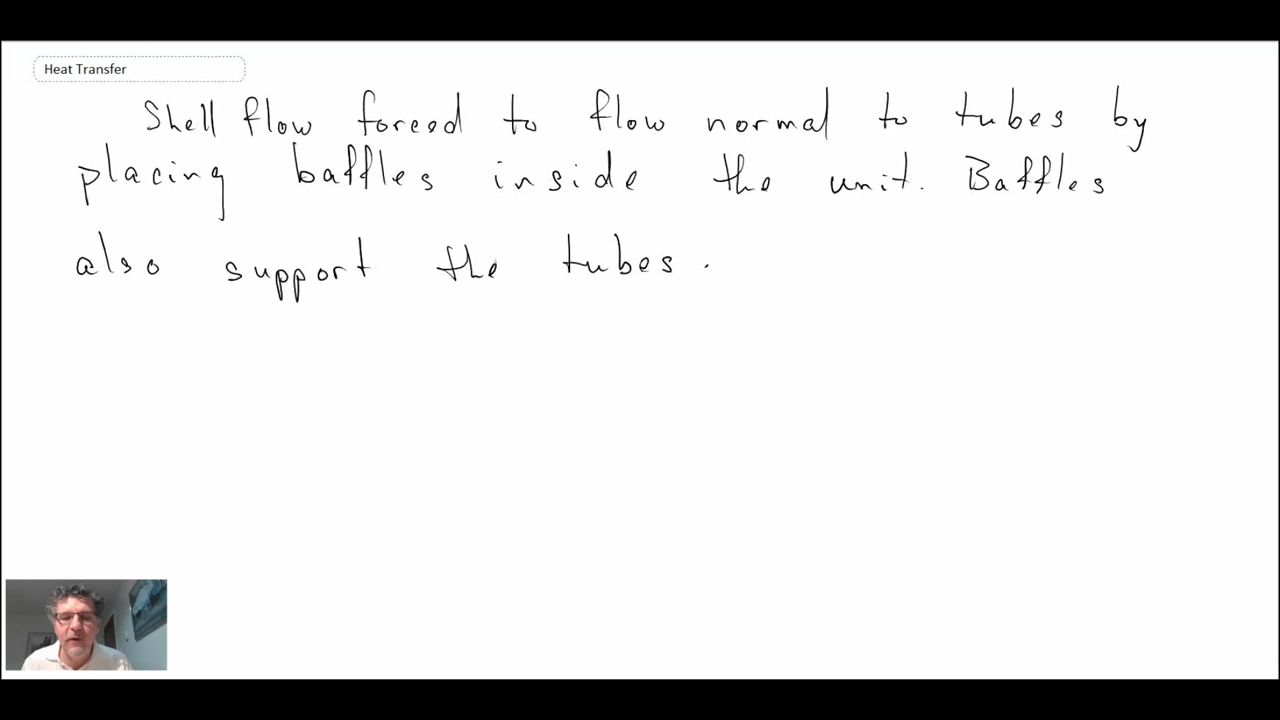 Heat Transfer
Shell flow forced to flow normal to tubes by
placing baffles inside the unit. Baffles
also support the tubes.